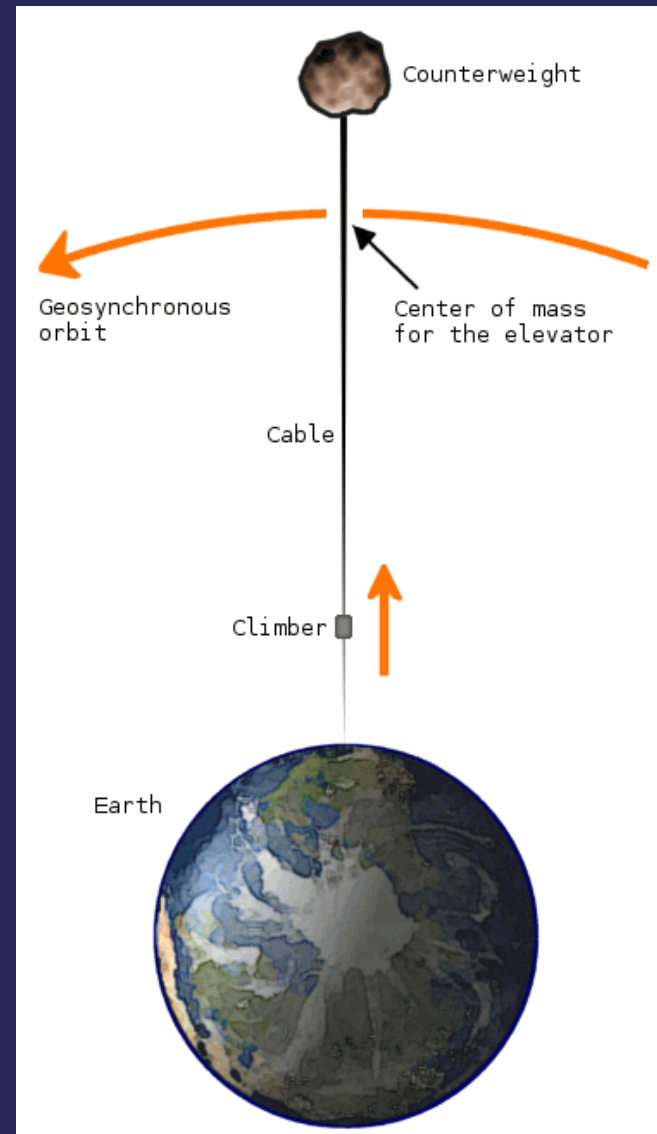 Counterweight
Geosynchronous
orbit
Center of mass
for the elevator
Cable
Climber
Earth